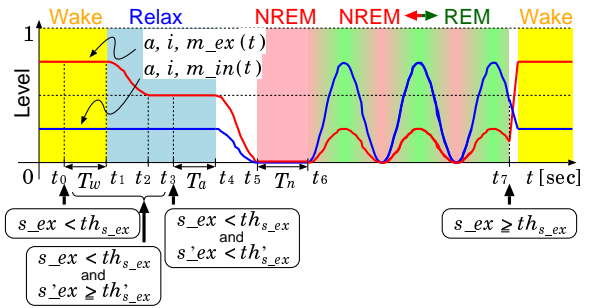 Wake Relax NREM NREM REM Wake
1
a, i, m_ex(t)
a, i, m_in(t)
Level
0 t0 Tw t1 t2 t3 Ta t4 t5 Tn t6 t7 t [sec]
s_ex < th_s_ex
s_ex < th_s_ex
and
s'_ex ≧ th'_s_ex
s_ex < th_s_ex
and
s'_ex < th'_s_ex
s_ex ≧ th_s_ex